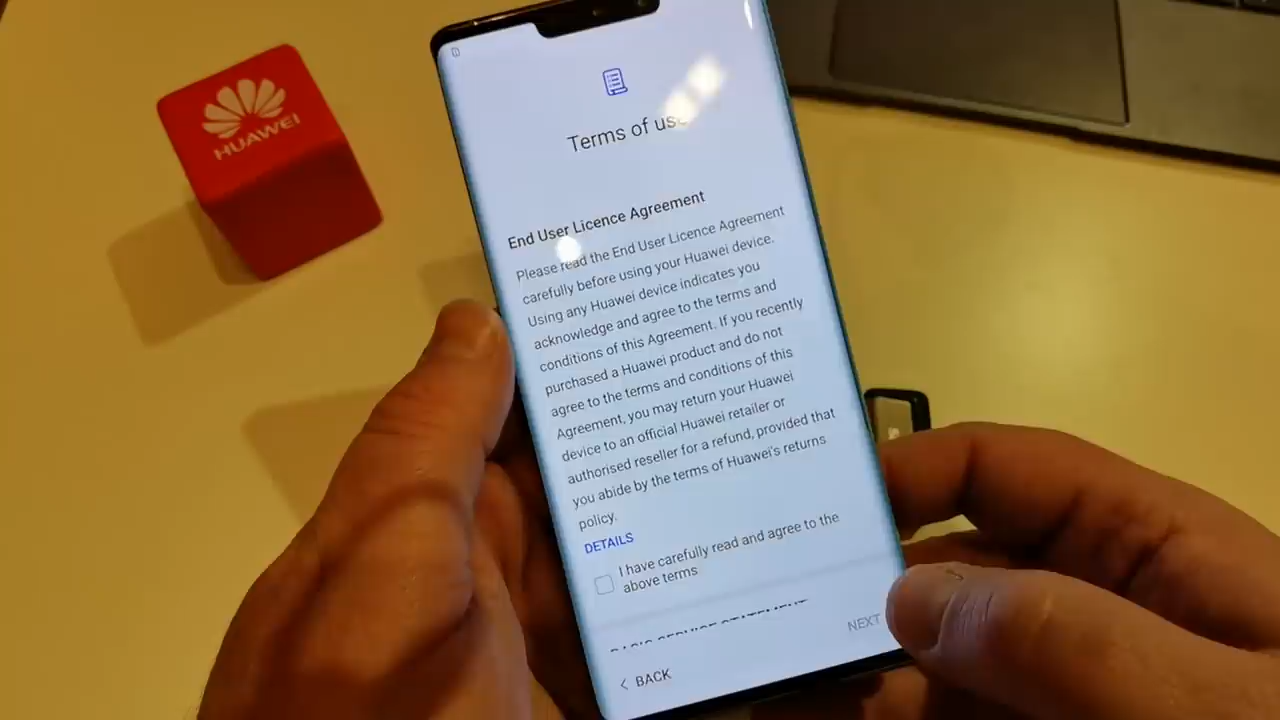 HUAWEI
Terms of use
End User Licence Agreement
Please read the End User Licence Agreement
carefully before using your Huawei device.
Using any Huawei device indicates you
acknowledge and agree to the terms and
conditions of this Agreement. If you recently
purchased a Huawei product and do not
agree to the terms and conditions of this
Agreement, you may return your Huawei
device to an official Huawei retailer or
authorised reseller for a refund, provided that
you abide by the terms of Huawei's returns
policy.
DETAILS
I have carefully read and agree to the
above terms
NEXT
BACK